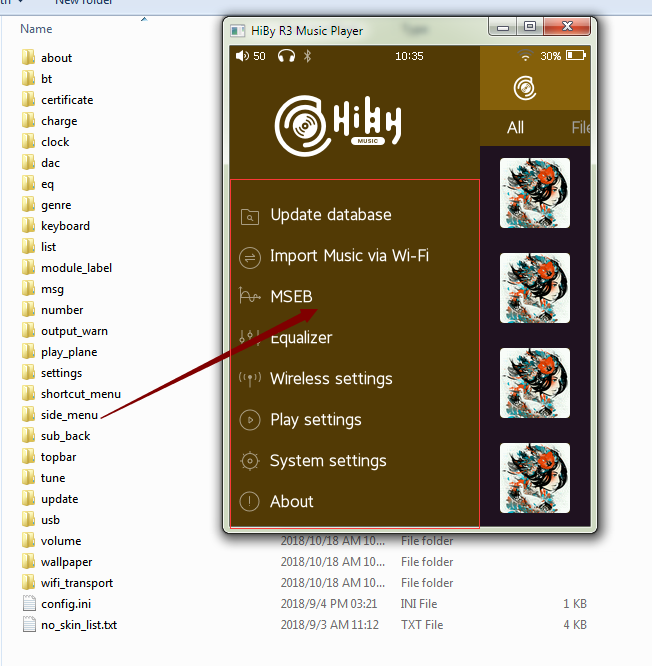 New folder
Name
Type
about
bt
certificate
charge
clock
dac
eq
genre
keyboard
list
module_label
msg
number
output_warn
play_plane
settings
shortcut_menu
side_menu
sub_back
topbar
tune
update
usb
volume 2018/10/18 AM 10... File folder
wallpaper 2018/10/18 AM 10... File folder
wifi_transport 2018/10/18 AM 10... File folder
config.ini 2018/9/4 PM 03:21 INI File 1 KB
no_skin_list.txt 2018/9/3 AM 11:12 TXT File 4 KB
HiBy R3 Music Player
50 10:35 30%
HiBy
MUSIC
Update database
Import Music via Wi-Fi
MSEB
Equalizer
Wireless settings
Play settings
System settings
About
All File